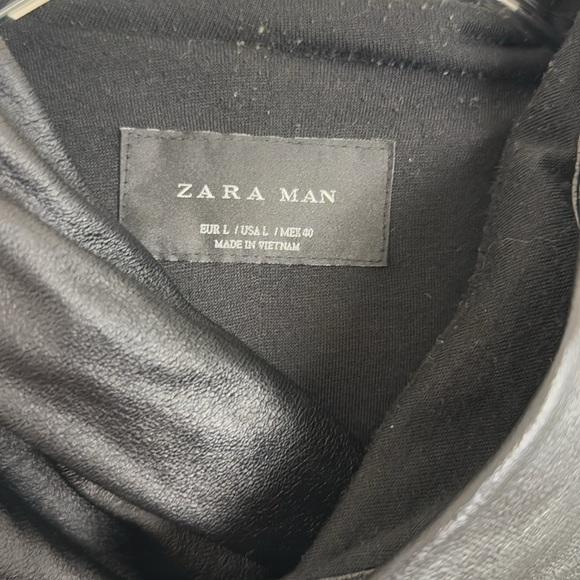 ZARA MAN
EUR L / USA L / MEX 40
MADE IN VIETNAM